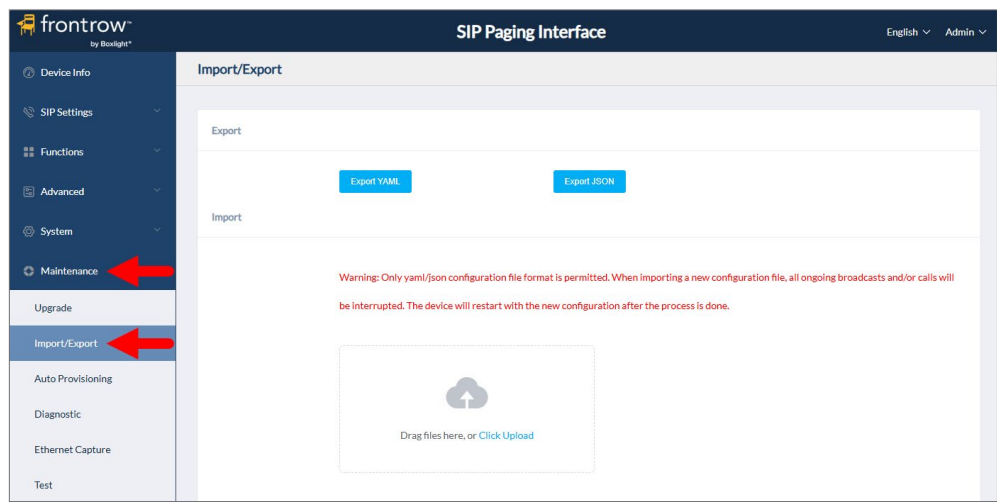 frontrow™
by Boxlight®
SIP Paging Interface
English
Admin
Device Info
SIP Settings
Functions
Advanced
System
Maintenance
Upgrade
Import/Export
Auto Provisioning
Diagnostic
Ethernet Capture
Test
Import/Export
Export
Export YAML
Export JSON
Import
Warning: Only yaml/json configuration file format is permitted. When importing a new configuration file, all ongoing broadcasts and/or calls will
be interrupted. The device will restart with the new configuration after the process is done.
Drag files here, or Click Upload